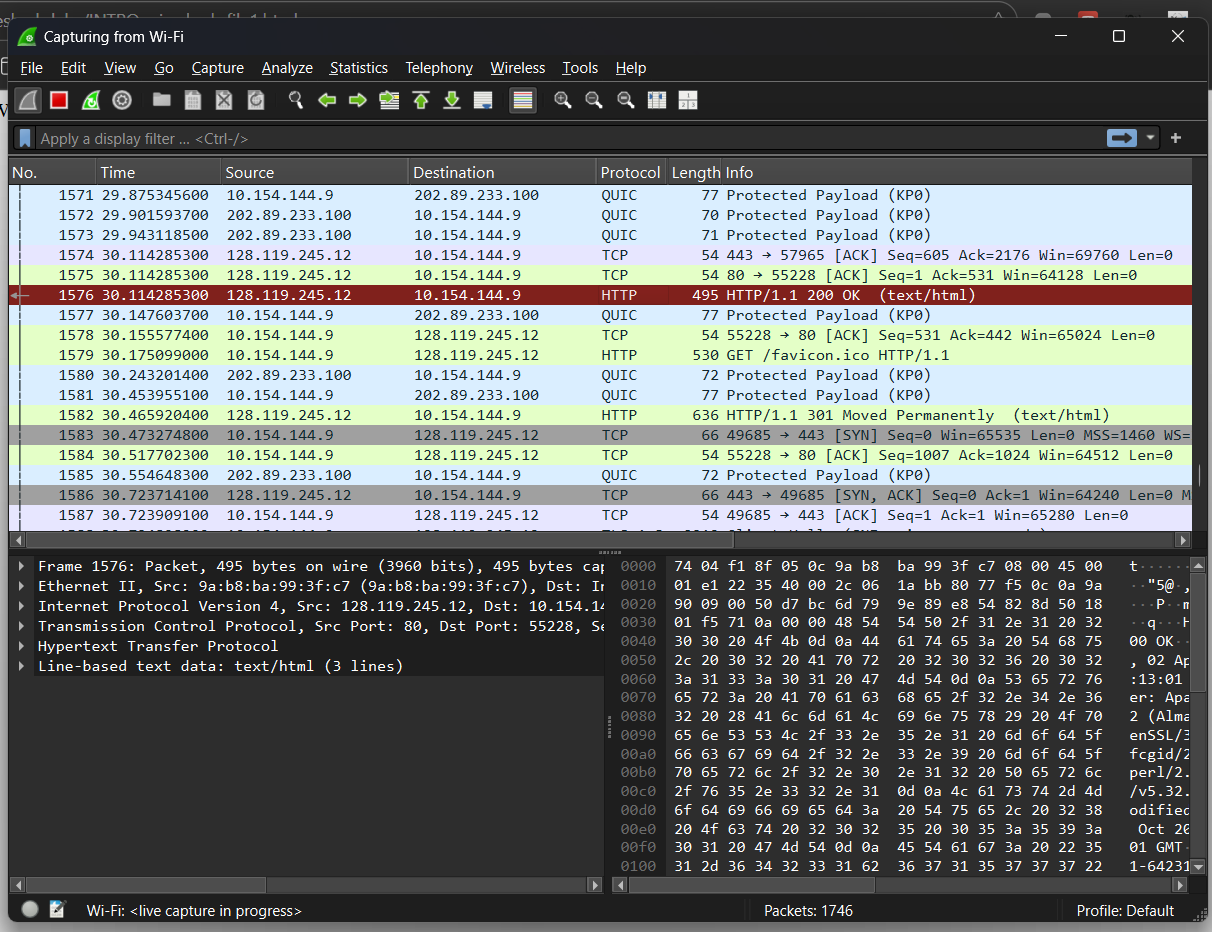 Capturing from Wi-Fi
File Edit View Go Capture Analyze Statistics Telephony Wireless Tools Help
Apply a display filter ... <Ctrl-/>
No. Time Source Destination Protocol Length Info
1571 29.875345600 10.154.144.9 202.89.233.100 QUIC 77 Protected Payload (KP0)
1572 29.901593700 202.89.233.100 10.154.144.9 QUIC 70 Protected Payload (KP0)
1573 29.943118500 202.89.233.100 10.154.144.9 QUIC 71 Protected Payload (KP0)
1574 30.114285300 128.119.245.12 10.154.144.9 TCP 54 443 → 57965 [ACK] Seq=605 Ack=2176 Win=69760 Len=0
1575 30.114285300 128.119.245.12 10.154.144.9 TCP 54 80 → 55228 [ACK] Seq=1 Ack=531 Win=64128 Len=0
1576 30.114285300 128.119.245.12 10.154.144.9 HTTP 495 HTTP/1.1 200 OK (text/html)
1577 30.147603700 10.154.144.9 202.89.233.100 QUIC 77 Protected Payload (KP0)
1578 30.155577400 10.154.144.9 128.119.245.12 TCP 54 55228 → 80 [ACK] Seq=531 Ack=442 Win=65024 Len=0
1579 30.175099000 10.154.144.9 128.119.245.12 HTTP 530 GET /favicon.ico HTTP/1.1
1580 30.243201400 202.89.233.100 10.154.144.9 QUIC 72 Protected Payload (KP0)
1581 30.453955100 10.154.144.9 202.89.233.100 QUIC 77 Protected Payload (KP0)
1582 30.465920400 128.119.245.12 10.154.144.9 HTTP 636 HTTP/1.1 301 Moved Permanently (text/html)
1583 30.473274800 10.154.144.9 128.119.245.12 TCP 66 49685 → 443 [SYN] Seq=0 Win=65535 Len=0 MSS=1460 WS=
1584 30.517702300 10.154.144.9 128.119.245.12 TCP 54 55228 → 80 [ACK] Seq=1007 Ack=1024 Win=64512 Len=0
1585 30.554648300 202.89.233.100 10.154.144.9 QUIC 72 Protected Payload (KP0)
1586 30.723714100 128.119.245.12 10.154.144.9 TCP 66 443 → 49685 [SYN, ACK] Seq=0 Ack=1 Win=64240 Len=0 M
1587 30.723909100 10.154.144.9 128.119.245.12 TCP 54 49685 → 443 [ACK] Seq=1 Ack=1 Win=65280 Len=0
Frame 1576: Packet, 495 bytes on wire (3960 bits), 495 bytes cap
Ethernet II, Src: 9a:b8:ba:99:3f:c7 (9a:b8:ba:99:3f:c7), Dst: In
Internet Protocol Version 4, Src: 128.119.245.12, Dst: 10.154.14
Transmission Control Protocol, Src Port: 80, Dst Port: 55228, Se
Hypertext Transfer Protocol
Line-based text data: text/html (3 lines)
0000 74 04 f1 8f 05 0c 9a b8 ba 99 3f c7 08 00 45 00 t·······
0010 01 e1 22 35 40 00 2c 06 1a bb 80 77 f5 0c 0a 9a ··"5@·,·
0020 90 09 00 50 d7 bc 6d 79 9e 89 e8 54 82 8d 50 18 ···P··m
0030 01 f5 71 0a 00 00 48 54 54 50 2f 31 2e 31 20 32 ··q···H
0040 30 30 20 4f 4b 0d 0a 44 61 74 65 3a 20 54 68 75 00 OK··
0050 2c 20 30 32 20 41 70 72 20 32 30 32 36 20 30 32 , 02 Ap
0060 3a 31 33 3a 30 31 20 47 4d 54 0d 0a 53 65 72 76 :13:01
0070 65 72 3a 20 41 70 61 63 68 65 2f 32 2e 34 2e 36 er: Apa
0080 32 20 28 41 6c 6d 61 4c 69 6e 75 78 29 20 4f 70 2 (Alma
0090 65 6e 53 53 4c 2f 33 2e 35 2e 31 20 6d 6f 64 5f enSSL/3
00a0 66 63 67 69 64 2f 32 2e 33 2e 39 20 6d 6f 64 5f fcgid/2
00b0 70 65 72 6c 2f 32 2e 30 2e 31 32 20 50 65 72 6c perl/2.
00c0 2f 76 35 2e 33 32 2e 31 0d 0a 4c 61 73 74 2d 4d /v5.32.
00d0 6f 64 69 66 69 65 64 3a 20 54 75 65 2c 20 32 38 odified
00e0 20 4f 63 74 20 32 30 32 35 20 30 35 3a 35 39 3a Oct 20
00f0 30 31 20 47 4d 54 0d 0a 45 54 61 67 3a 20 22 35 01 GMT·
0100 31 2d 36 34 32 33 31 62 36 37 31 35 37 37 37 22 1-64231
Wi-Fi: <live capture in progress> Packets: 1746 Profile: Default